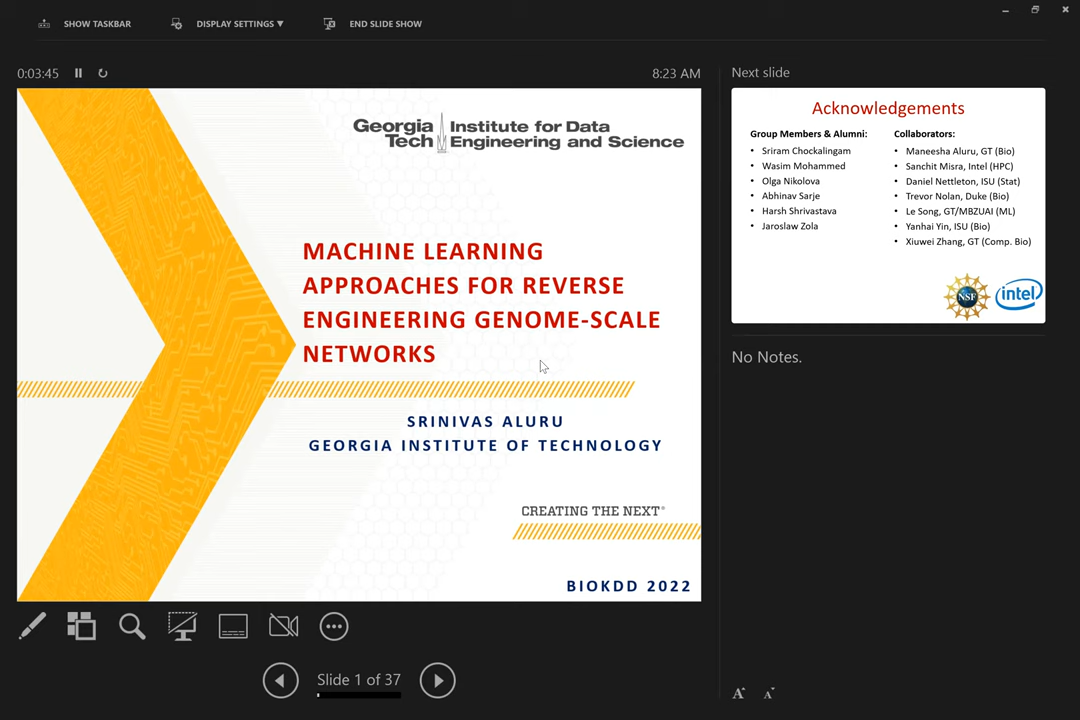 SHOW TASKBAR
DISPLAY SETTINGS ▼
END SLIDE SHOW
0:03:45
8:23 AM
Georgia Tech
Institute for Data
Engineering and Science
MACHINE LEARNING
APPROACHES FOR REVERSE
ENGINEERING GENOME-SCALE
NETWORKS
SRINIVAS ALURU
GEORGIA INSTITUTE OF TECHNOLOGY
CREATING THE NEXT®
BIOKDD 2022
Slide 1 of 37
Next slide
Acknowledgements
Group Members & Alumni:
• Sriram Chockalingam
• Wasim Mohammed
• Olga Nikolova
• Abhinav Sarje
• Harsh Shrivastava
• Jaroslaw Zola
Collaborators:
• Maneesha Aluru, GT (Bio)
• Sanchit Misra, Intel (HPC)
• Daniel Nettleton, ISU (Stat)
• Trevor Nolan, Duke (Bio)
• Le Song, GT/MBZUAI (ML)
• Yanhai Yin, ISU (Bio)
• Xiuwei Zhang, GT (Comp. Bio)
NSF
intel
No Notes.
A A